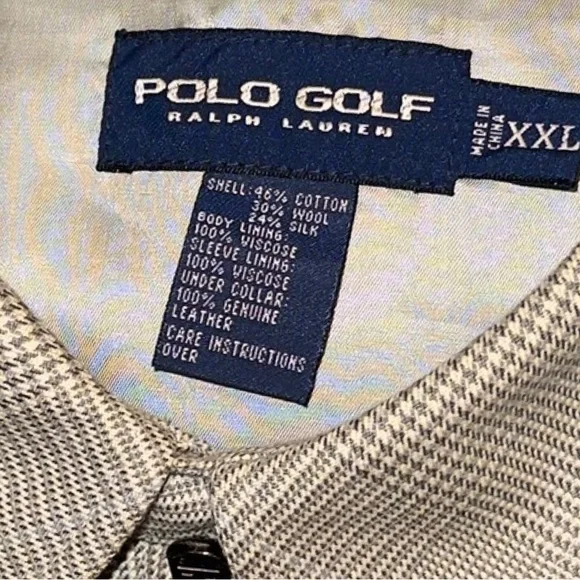 POLO GOLF
RALPH LAUREN
MADE IN
CHINA
XXL
SHELL: 46% COTTON
30% WOOL
24% SILK
BODY LINING:
100% VISCOSE
SLEEVE LINING:
100% VISCOSE
UNDER COLLAR:
100% GENUINE
LEATHER
CARE INSTRUCTIONS
OVER